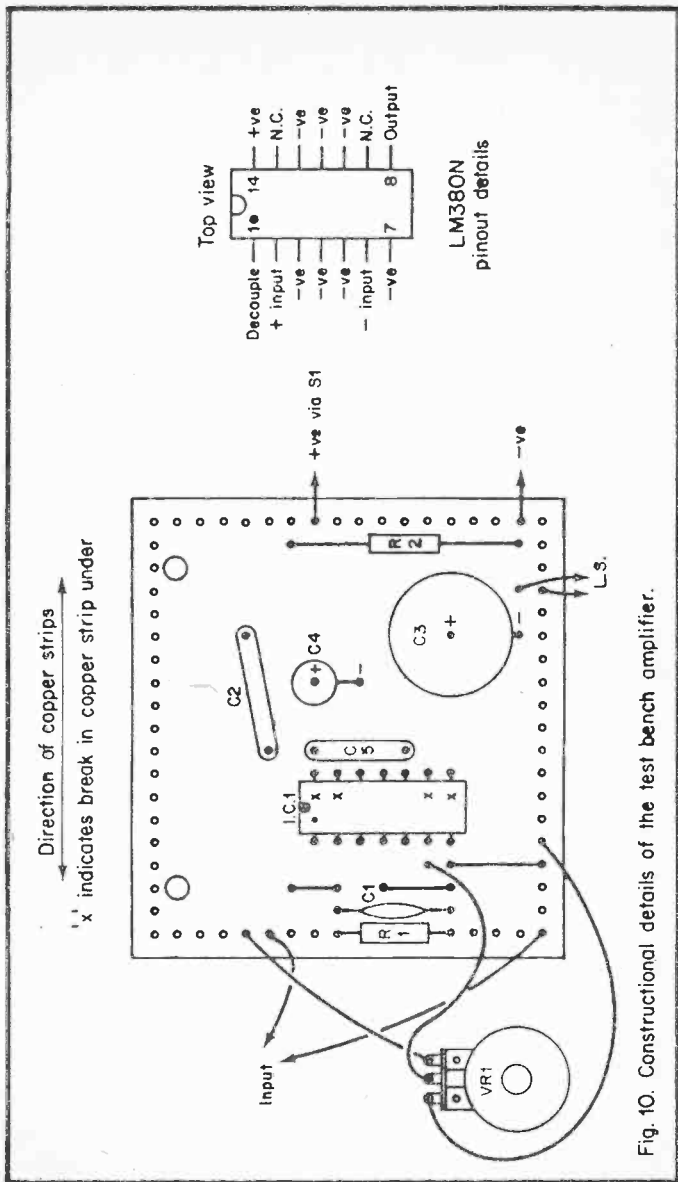 Direction of copper strips
'x' indicates break in copper strip under
Top view
Decouple 1 14 +ve
+ input N.C.
-ve -ve
-ve -ve
-ve -ve
- input N.C.
-ve 7 8 Output
LM380N
pinout details
C2
I.C.1
x
x
x
x
C5
+
C4
-
+ve via S1
R1
C1
C3
+
-
R2
-ve
L.S.
Input
VR1
Fig. 10. Constructional details of the test bench amplifier.